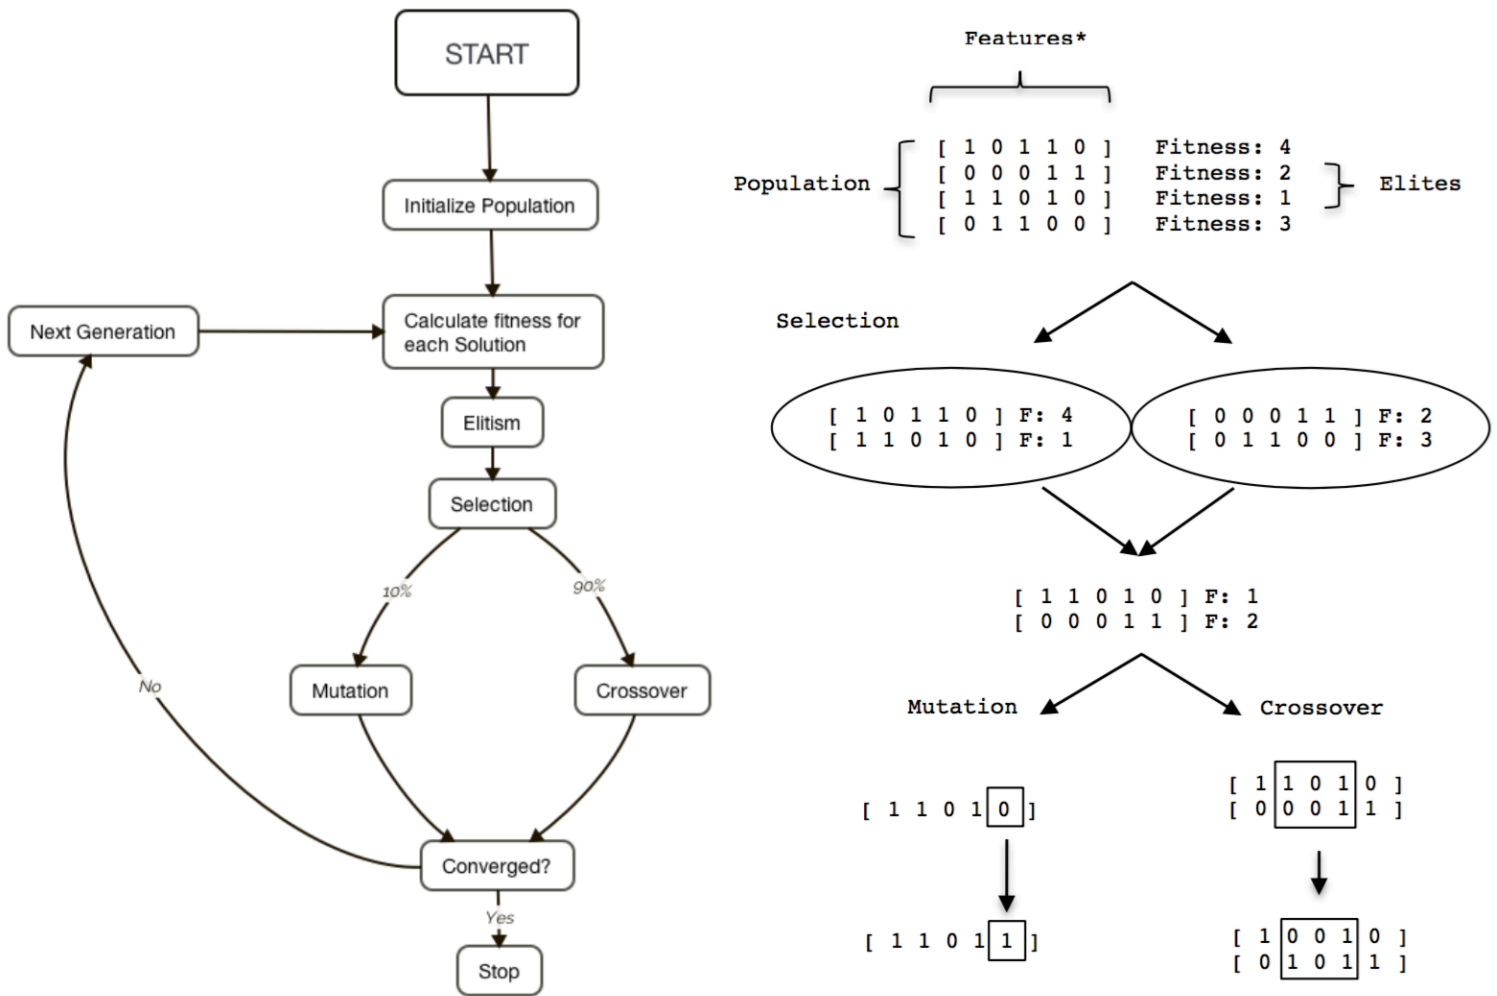 START
Initialize Population
Calculate fitness for
each Solution
Next Generation
Elitism
Selection
10%
90%
Mutation
Crossover
No
Converged?
Yes
Stop
Features*
Population
[ 1 0 1 1 0 ] Fitness: 4
[ 0 0 0 1 1 ] Fitness: 2
[ 1 1 0 1 0 ] Fitness: 1
[ 0 1 1 0 0 ] Fitness: 3
Elites
Selection
[ 1 0 1 1 0 ] F: 4
[ 1 1 0 1 0 ] F: 1
[ 0 0 0 1 1 ] F: 2
[ 0 1 1 0 0 ] F: 3
[ 1 1 0 1 0 ] F: 1
[ 0 0 0 1 1 ] F: 2
Mutation
Crossover
[ 1 1 0 1 0 ]
[ 1 1 0 1 1 ]
[ 1 1 0 1 0 ]
[ 0 0 0 1 1 ]
[ 1 0 0 1 0 ]
[ 0 1 0 1 1 ]